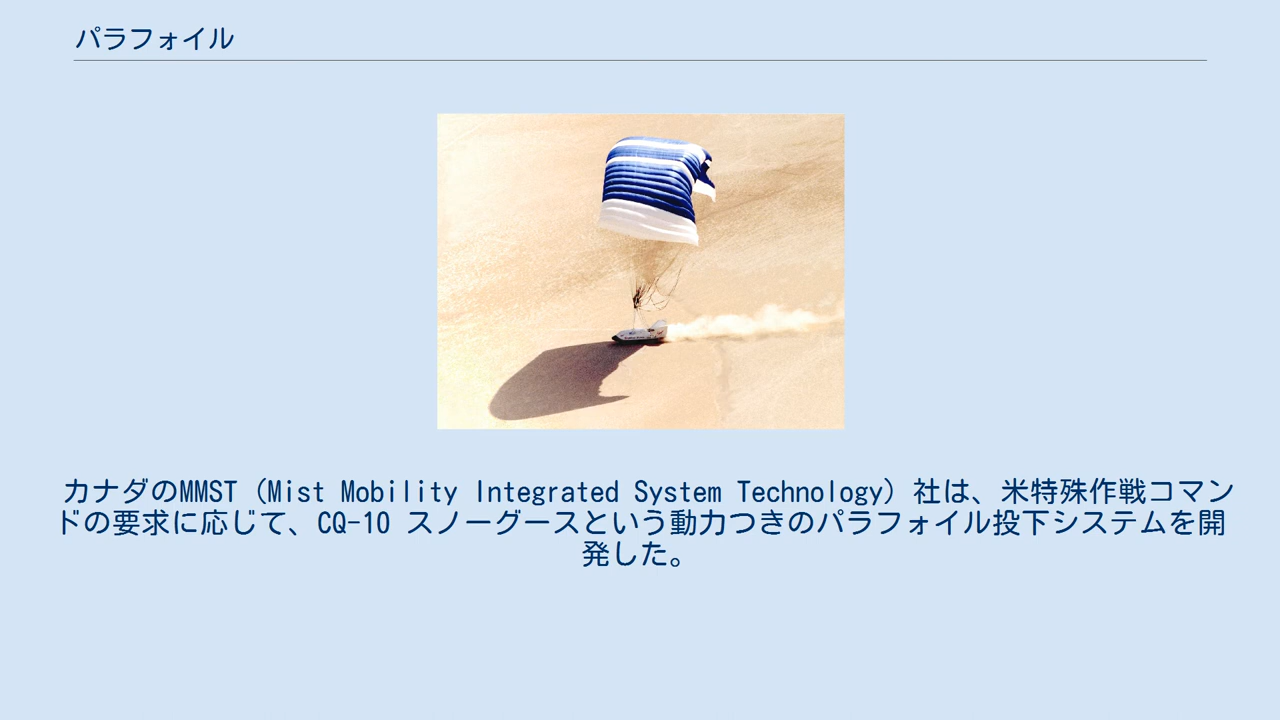 パラフォイル
カナダのMMST (Mist Mobility Integrated System Technology) 社は、米特殊作戦コマン
ドの要求に応じて、CQ-10 スノーグースという動力つきのパラフォイル投下システムを開
発した。